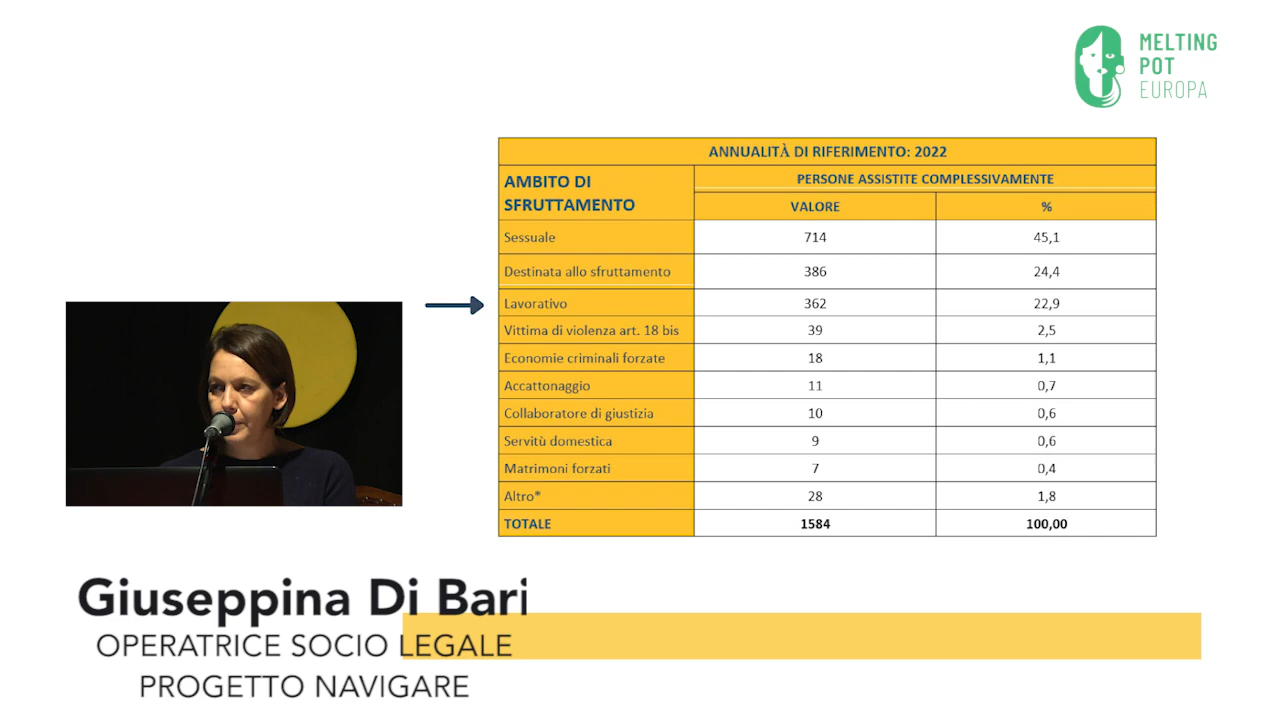 MELTING
POT
EUROPA
ANNUALITÀ DI RIFERIMENTO: 2022
AMBITO DI SFRUTTAMENTO
PERSONE ASSISTITE COMPLESSIVAMENTE
VALORE %
Sessuale 714 45,1
Destinata allo sfruttamento 386 24,4
Lavorativo 362 22,9
Vittima di violenza art. 18 bis 39 2,5
Economie criminali forzate 18 1,1
Accattonaggio 11 0,7
Collaboratore di giustizia 10 0,6
Servitù domestica 9 0,6
Matrimoni forzati 7 0,4
Altro* 28 1,8
TOTALE 1584 100,00
Giuseppina Di Bari
OPERATRICE SOCIO LEGALE
PROGETTO NAVIGARE